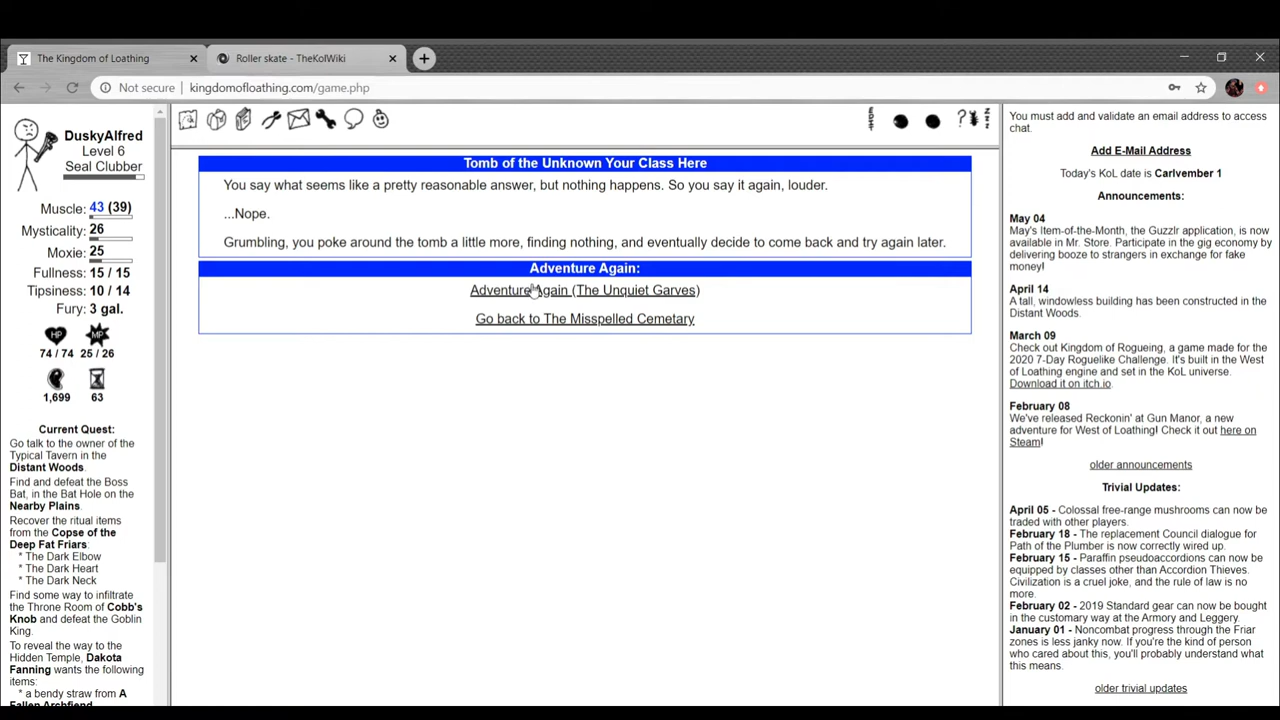 The Kingdom of Loathing
Roller skate - TheKolWiki
Not secure
kingdomofloathing.com/game.php
DuskyAlfred
Level 6
Seal Clubber
Muscle: 43 (39)
Mysticality: 26
Moxie: 25
Fullness: 15 / 15
Tipsiness: 10 / 14
Fury: 3 gal.
HP MP
74 / 74 25 / 26
1,699 63
Current Quest:
Go talk to the owner of the
Typical Tavern in the
Distant Woods.
Find and defeat the Boss
Bat, in the Bat Hole on the
Nearby Plains.
Recover the ritual items
from the Copse of the
Deep Fat Friars:
* The Dark Elbow
* The Dark Heart
* The Dark Neck
Find some way to infiltrate
the Throne Room of Cobb's
Knob and defeat the Goblin
King.
To reveal the way to the
Hidden Temple, Dakota
Fanning wants the following
items:
* a bendy straw from A
Fallen Archfiend
Tomb of the Unknown Your Class Here
You say what seems like a pretty reasonable answer, but nothing happens. So you say it again, louder.
...Nope.
Grumbling, you poke around the tomb a little more, finding nothing, and eventually decide to come back and try again later.
Adventure Again:
Adventure Again (The Unquiet Garves)
Go back to The Misspelled Cemetary
You must add and validate an email address to access
chat.
Add E-Mail Address
Today's KoL date is Carlvember 1
Announcements:
May 04
May's Item-of-the-Month, the Guzzlr application, is now
available in Mr. Store. Participate in the gig economy by
delivering booze to strangers in exchange for fake
money!
April 14
A tall, windowless building has been constructed in the
Distant Woods.
March 09
Check out Kingdom of Rogueing, a game made for the
2020 7-Day Roguelike Challenge. It's built in the West
of Loathing engine and set in the KoL universe.
Download it on itch.io.
February 08
We've released Reckonin' at Gun Manor, a new
adventure for West of Loathing! Check it out here on
Steam!
older announcements
Trivial Updates:
April 05 - Colossal free-range mushrooms can now be
traded with other players.
February 18 - The replacement Council dialogue for
Path of the Plumber is now correctly wired up.
February 15 - Paraffin pseudoaccordions can now be
equipped by classes other than Accordion Thieves.
Civilization is a cruel joke, and the rule of law is no
more.
February 02 - 2019 Standard gear can now be bought
in the customary way at the Armory and Leggery.
January 01 - Noncombat progress through the Friar
zones is less janky now. If you're the kind of person
who cared about this, you'll probably understand what
this means.
older trivial updates